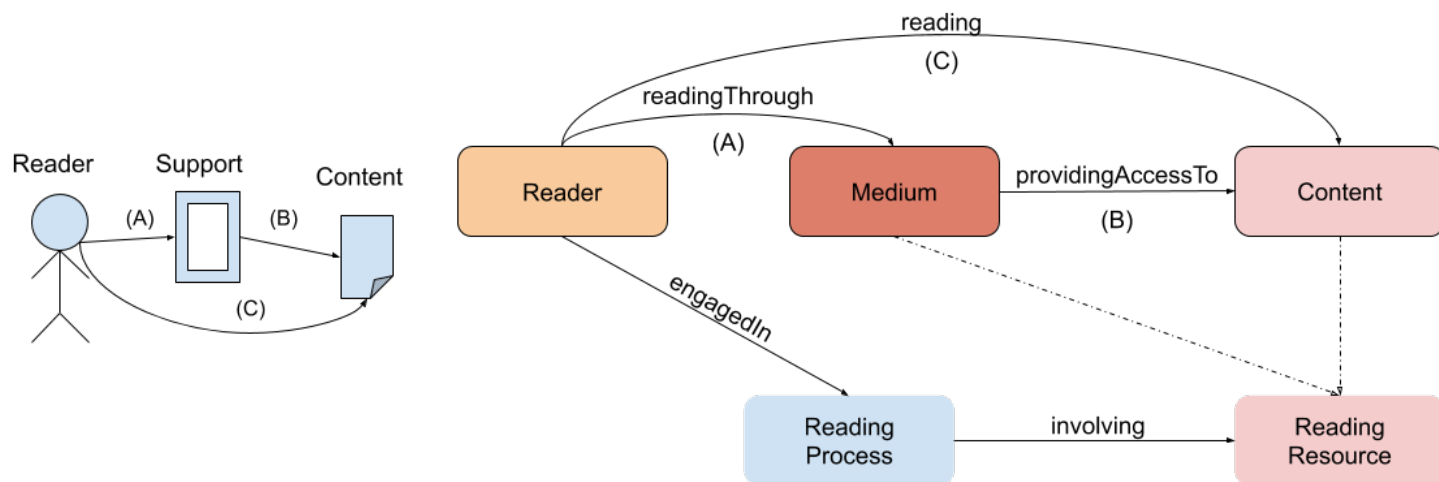 Reader
Support
Content
(A)
(B)
(C)
reading
(C)
readingThrough
(A)
Reader
Medium
providingAccessTo
(B)
Content
engagedIn
Reading
Process
involving
Reading
Resource